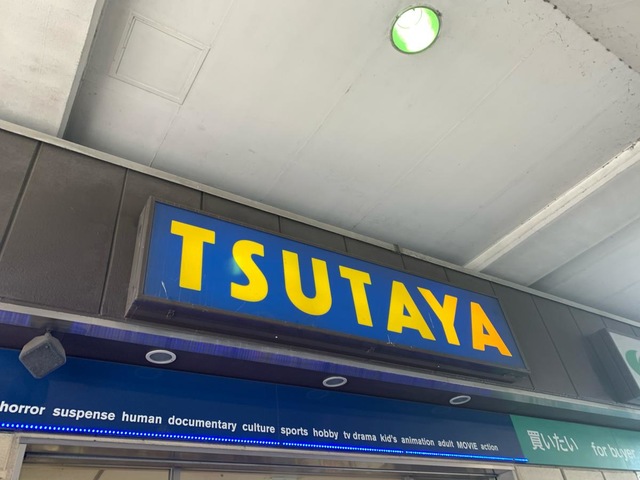 TSUTAYA
horror suspense human documentary culture sports hobby tv drama kid's animation adult MOVIE action
買いたい for buyer